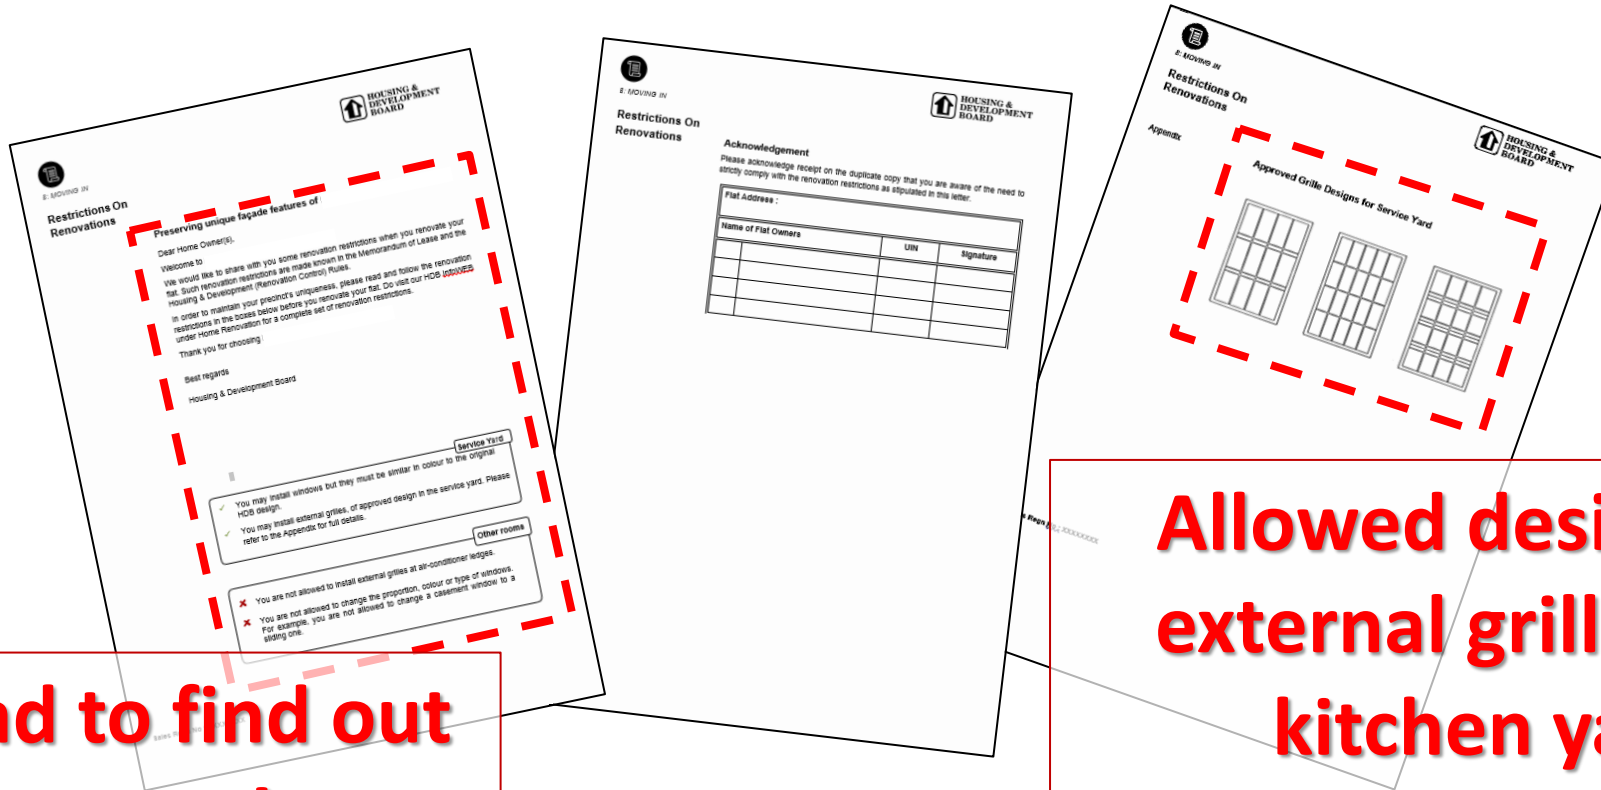 E: MOVING IN
Restrictions On
Renovations
HOUSING &
DEVELOPMENT
BOARD
Preserving unique façade features of
Dear Home Owner(s),
Welcome to
We would like to share with you some renovation restrictions when you renovate your
flat. Such renovation restrictions are made known in the Memorandum of Lease and the
Housing & Development (Renovation Control) Rules.
In order to maintain your precinct's uniqueness, please read and follow the renovation
restrictions in the boxes below before you renovate your flat. Do visit our HDB InfoWEB
under Home Renovation for a complete set of renovation restrictions.
Thank you for choosing
Best regards
Housing & Development Board
Service Yard
You may install windows but they must be similar in colour to the original
HDB design.
You may install external grilles, of approved design in the service yard. Please
refer to the Appendix for full details.
Other rooms
You are not allowed to install external grilles at air-conditioner ledges.
You are not allowed to change the proportion, colour or type of windows.
For example, you are not allowed to change a casement window to a
sliding one.
Sales
nd to find out
E: MOVING IN
Restrictions On
Renovations
HOUSING &
DEVELOPMENT
BOARD
Acknowledgement
Please acknowledge receipt on the duplicate copy that you are aware of the need to
strictly comply with the renovation restrictions as stipulated in this letter.
Flat Address :
Name of Flat Owners UIN Signature
E: MOVING IN
Restrictions On
Renovations
HOUSING &
DEVELOPMENT
BOARD
Appendix
Approved Grille Designs for Service Yard
s Regn No.: XXXXXXXX
Allowed desi
external grill
kitchen ya